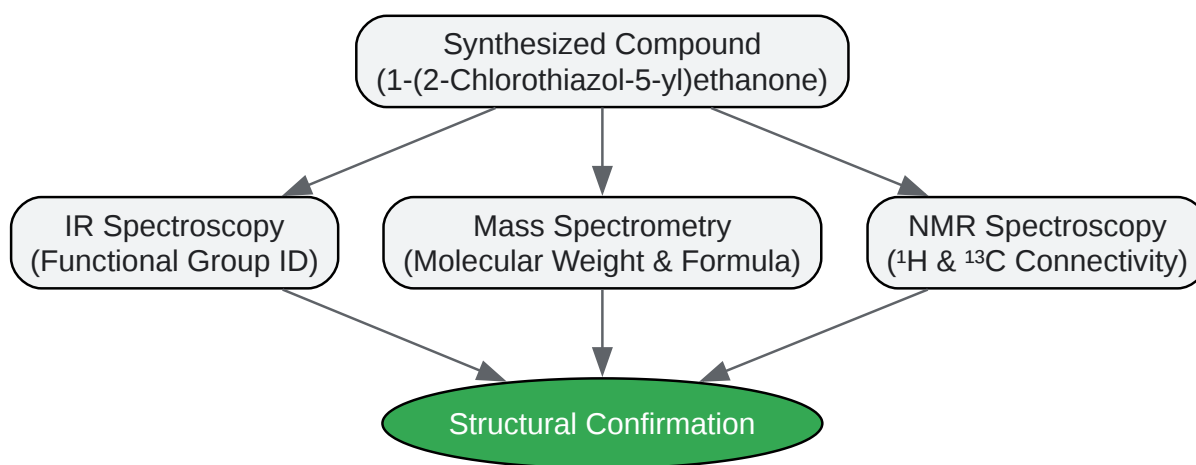 Synthesized Compound
(1-(2-Chlorothiazol-5-yl)ethanone)
IR Spectroscopy
(Functional Group ID)
Mass Spectrometry
(Molecular Weight & Formula)
NMR Spectroscopy
(¹H & ¹³C Connectivity)
Structural Confirmation